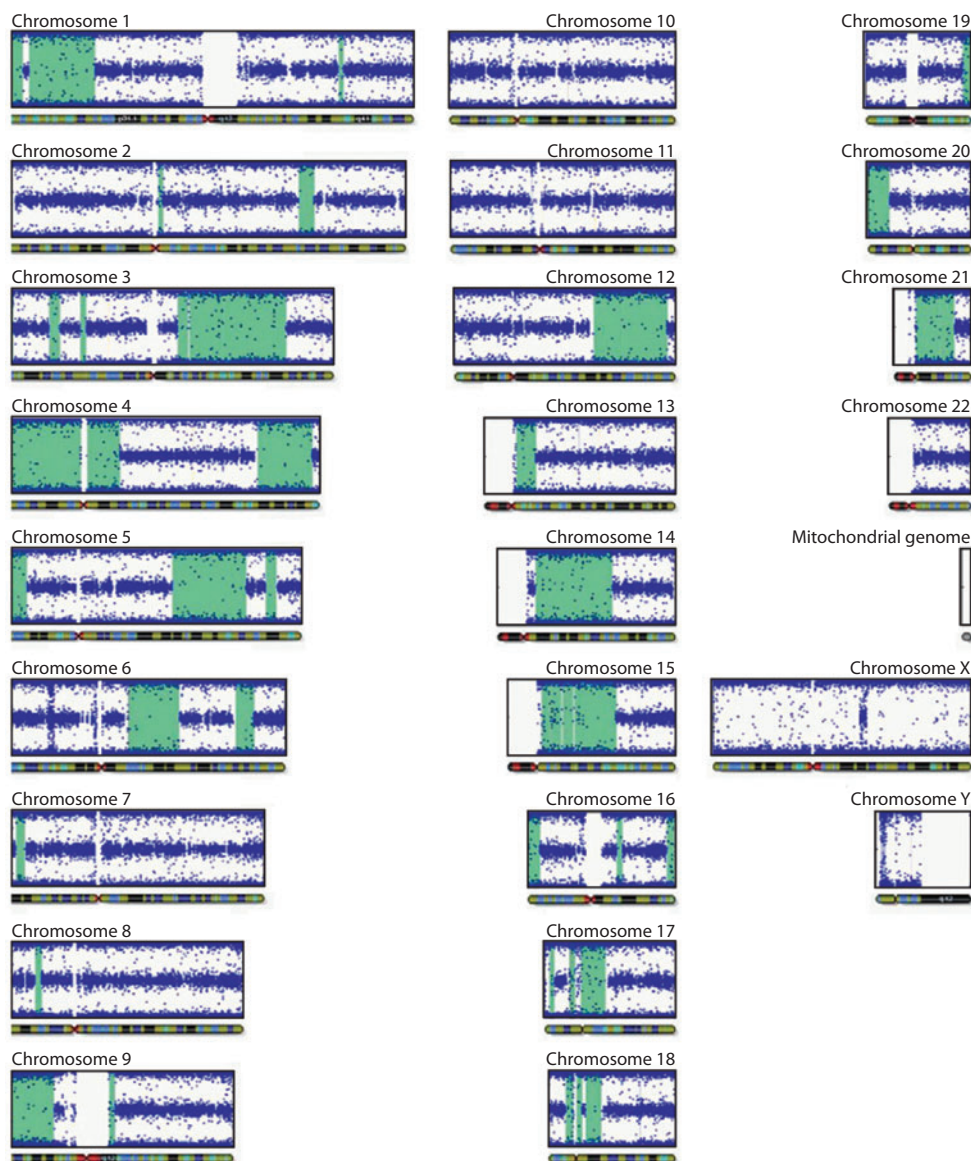 Chromosome 1
Chromosome 10
Chromosome 19
Chromosome 2
Chromosome 11
Chromosome 20
Chromosome 3
Chromosome 12
Chromosome 21
Chromosome 4
Chromosome 13
Chromosome 22
Chromosome 5
Chromosome 14
Mitochondrial genome
Chromosome 6
Chromosome 15
Chromosome X
Chromosome 7
Chromosome 16
Chromosome Y
Chromosome 8
Chromosome 17
Chromosome 9
Chromosome 18